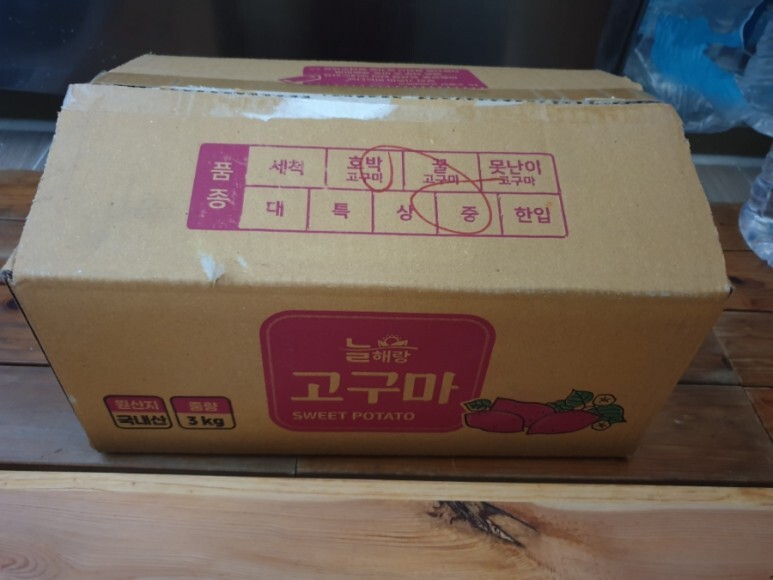 품종
세척 호박 고구마 꿀 고구마 못난이 고구마
대 특 상 중 한입
늘해랑
고구마
SWEET POTATO
원산지 중량
국내산 3 kg